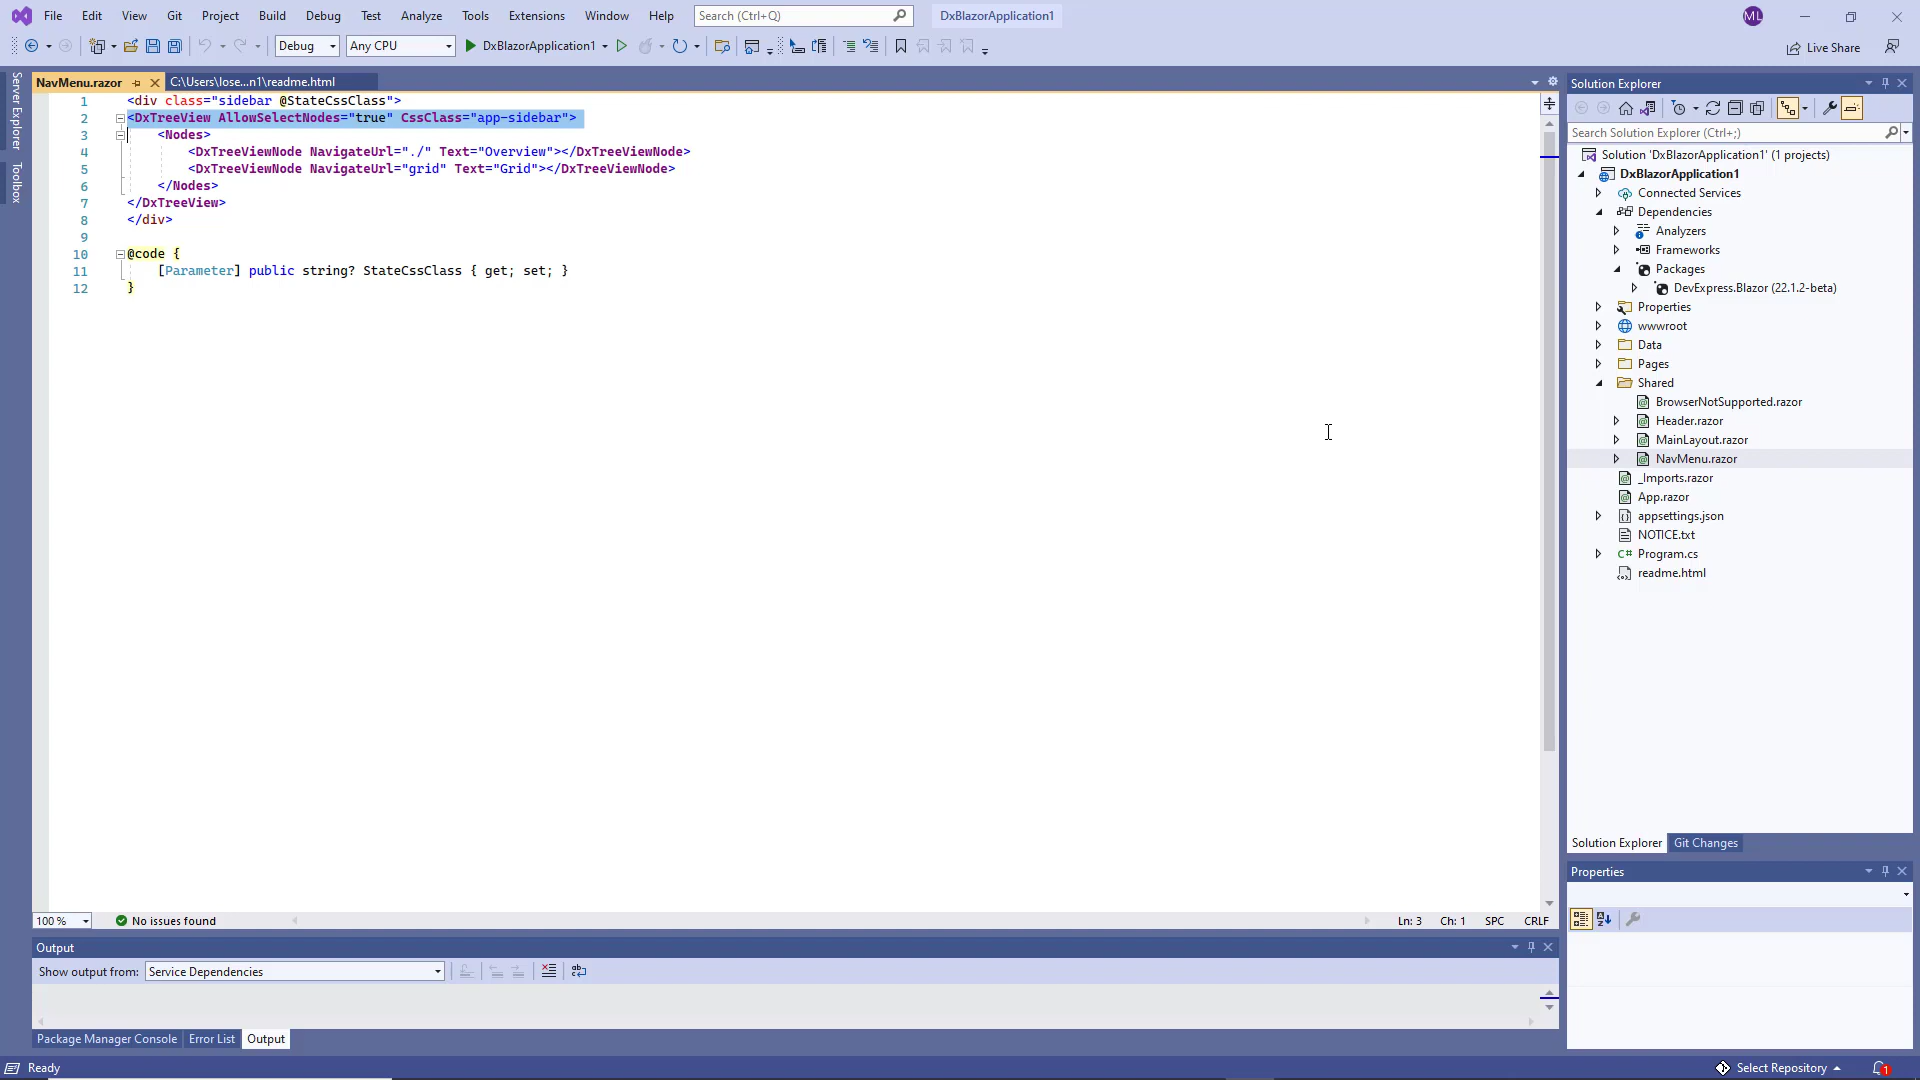 File Edit View Git Project Build Debug Test Analyze Tools Extensions Window Help Search (Ctrl+Q) DxBlazorApplication1 ML
Debug Any CPU DxBlazorApplication1 Live Share
Server Explorer
Toolbox
NavMenu.razor C:\Users\lose...n1\readme.html
1 <div class="sidebar @StateCssClass">
2 <DxTreeView AllowSelectNodes="true" CssClass="app-sidebar">
3 <Nodes>
4 <DxTreeViewNode NavigateUrl="./" Text="Overview"></DxTreeViewNode>
5 <DxTreeViewNode NavigateUrl="grid" Text="Grid"></DxTreeViewNode>
6 </Nodes>
7 </DxTreeView>
8 </div>
9
10 @code {
11 [Parameter] public string? StateCssClass { get; set; }
12 }
100 % No issues found Ln: 3 Ch: 1 SPC CRLF
Output
Show output from: Service Dependencies
Package Manager Console Error List Output
Solution Explorer
Search Solution Explorer (Ctrl+;)
Solution 'DxBlazorApplication1' (1 projects)
DxBlazorApplication1
Connected Services
Dependencies
Analyzers
Frameworks
Packages
DevExpress.Blazor (22.1.2-beta)
Properties
wwwroot
Data
Pages
Shared
BrowserNotSupported.razor
Header.razor
MainLayout.razor
NavMenu.razor
_Imports.razor
App.razor
appsettings.json
NOTICE.txt
C# Program.cs
readme.html
Solution Explorer Git Changes
Properties
Ready Select Repository 1